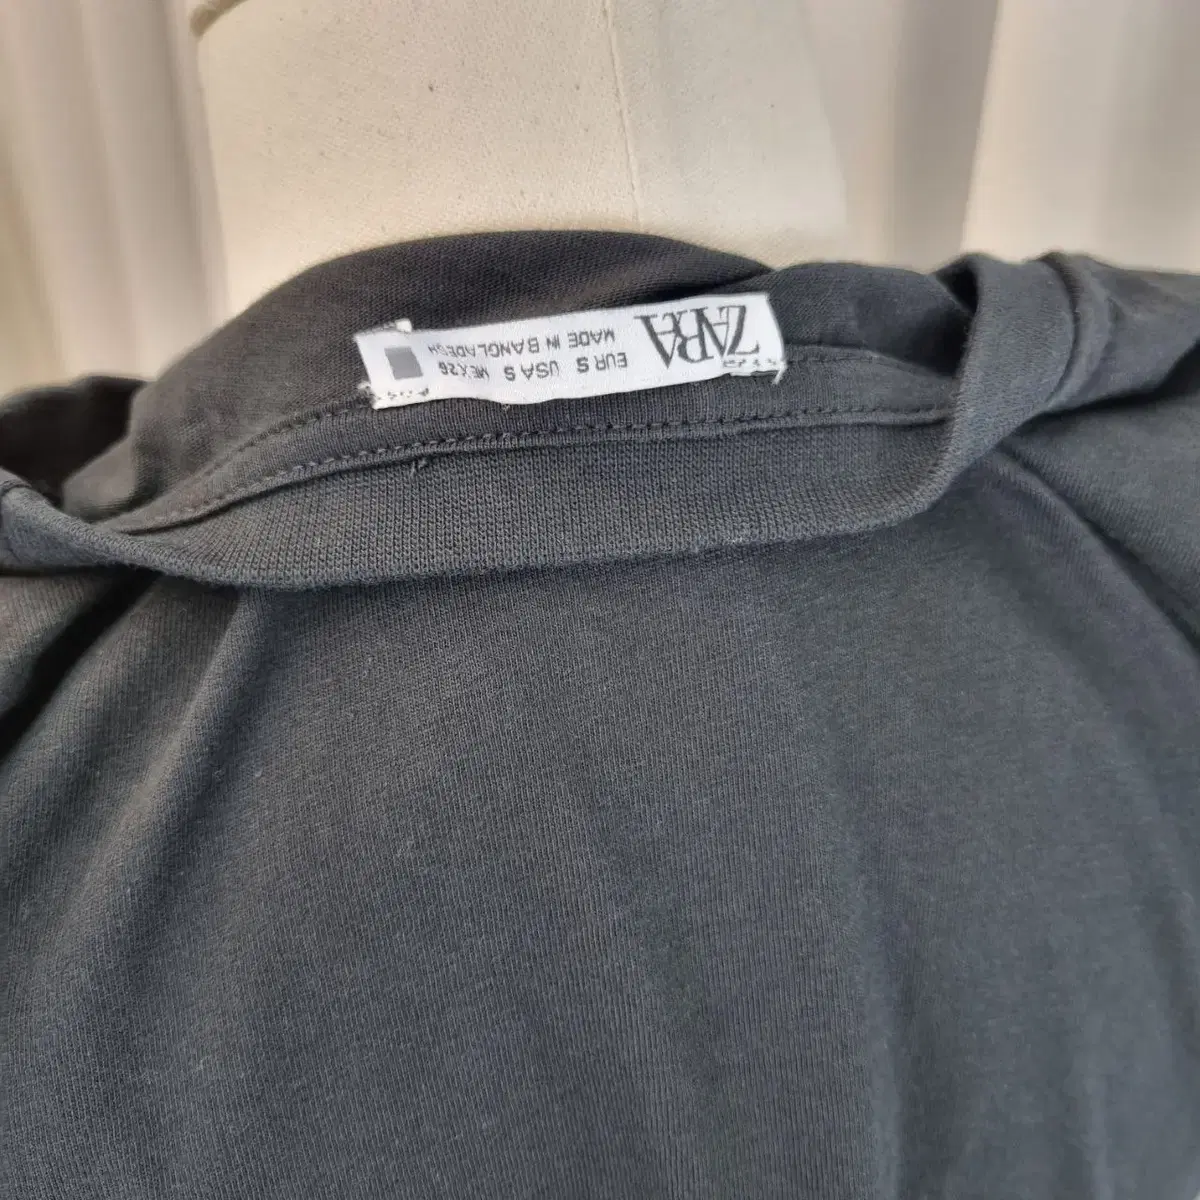 ZARA
EUR S USA S MEX 26
MADE IN BANGLADESH